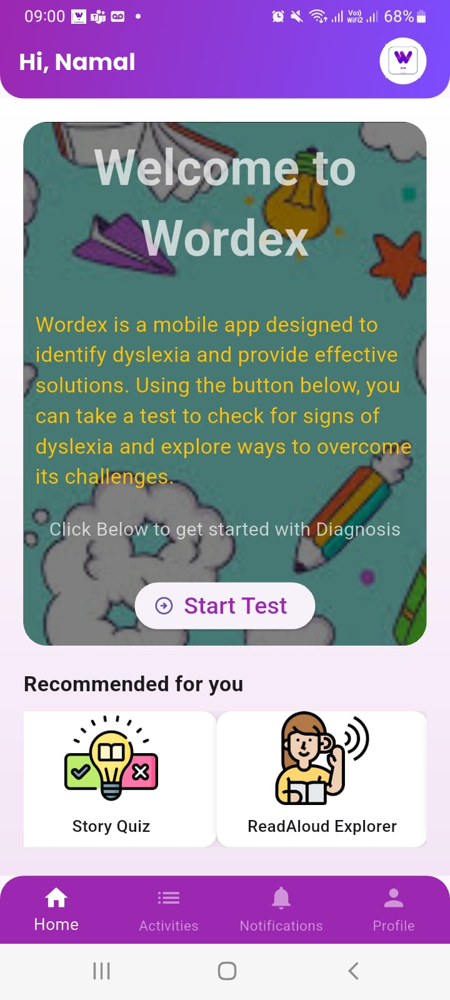 09:00
Vo)) WiFi2 68%
Hi, Namal
W
Welcome to
Wordex
Wordex is a mobile app designed to
identify dyslexia and provide effective
solutions. Using the button below, you
can take a test to check for signs of
dyslexia and explore ways to overcome
its challenges.
Click Below to get started with Diagnosis
Start Test
Recommended for you
Story Quiz
ReadAloud Explorer
Home
Activities
Notifications
Profile